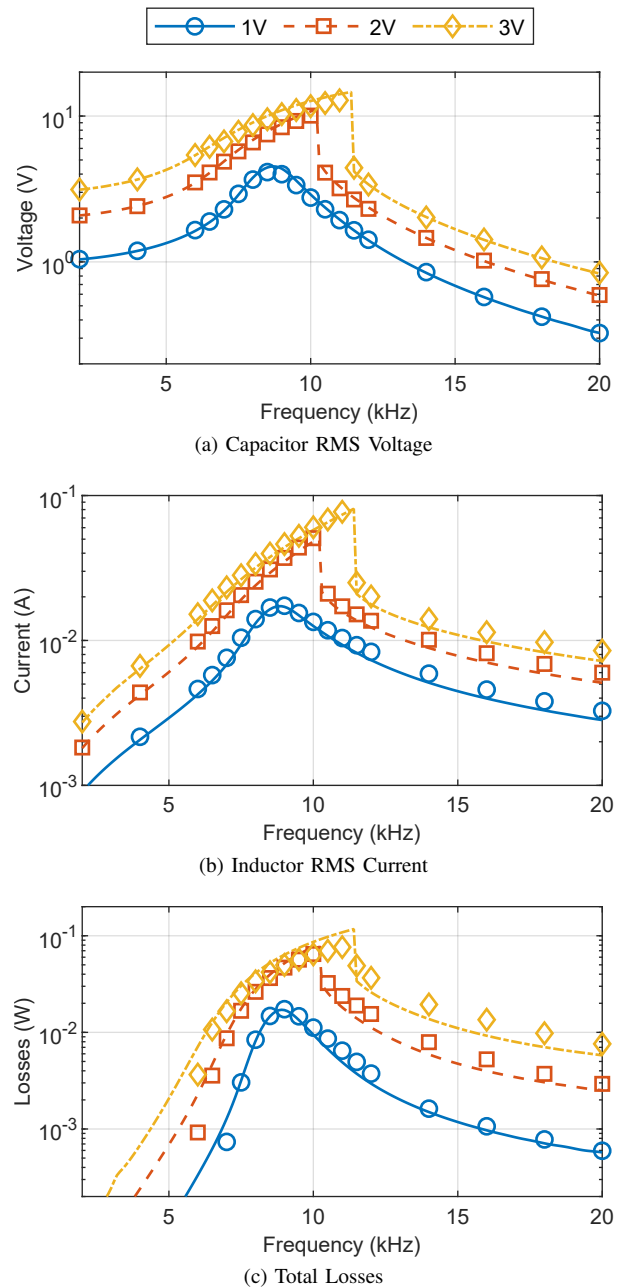 1V 2V 3V
10^1
10^0
Voltage (V)
5 10 15 20
Frequency (kHz)
(a) Capacitor RMS Voltage
10^-1
10^-2
10^-3
Current (A)
5 10 15 20
Frequency (kHz)
(b) Inductor RMS Current
10^-1
10^-2
10^-3
Losses (W)
5 10 15 20
Frequency (kHz)
(c) Total Losses